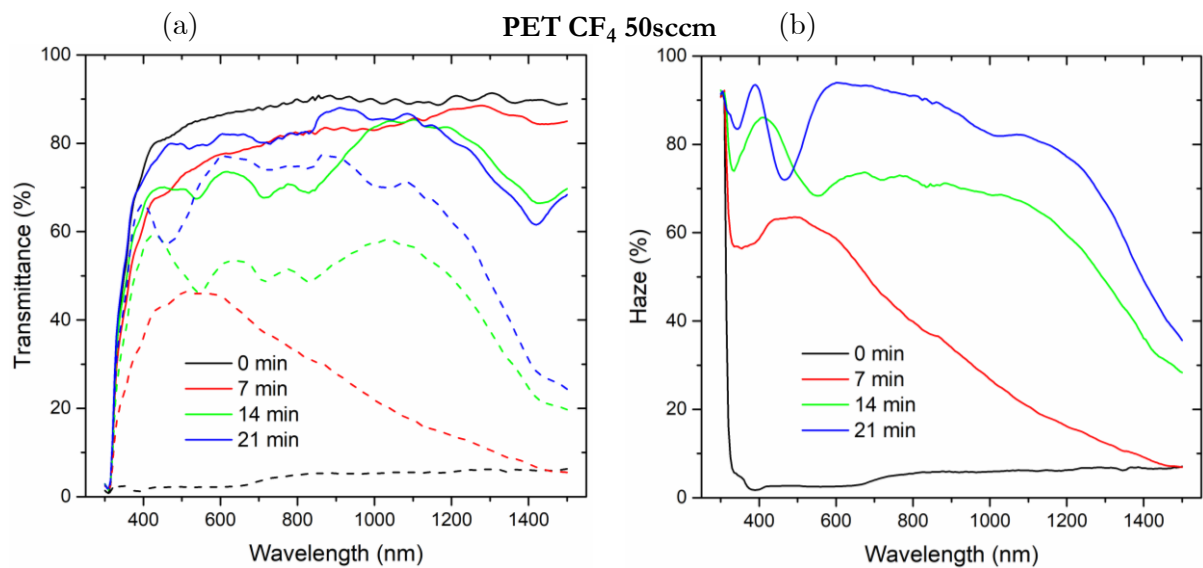 (a)
PET CF₄ 50sccm
(b)
Transmittance (%)
100
80
60
40
20
0
0 min
7 min
14 min
21 min
400 600 800 1000 1200 1400
Wavelength (nm)
Haze (%)
100
80
60
40
20
0
0 min
7 min
14 min
21 min
400 600 800 1000 1200 1400
Wavelength (nm)